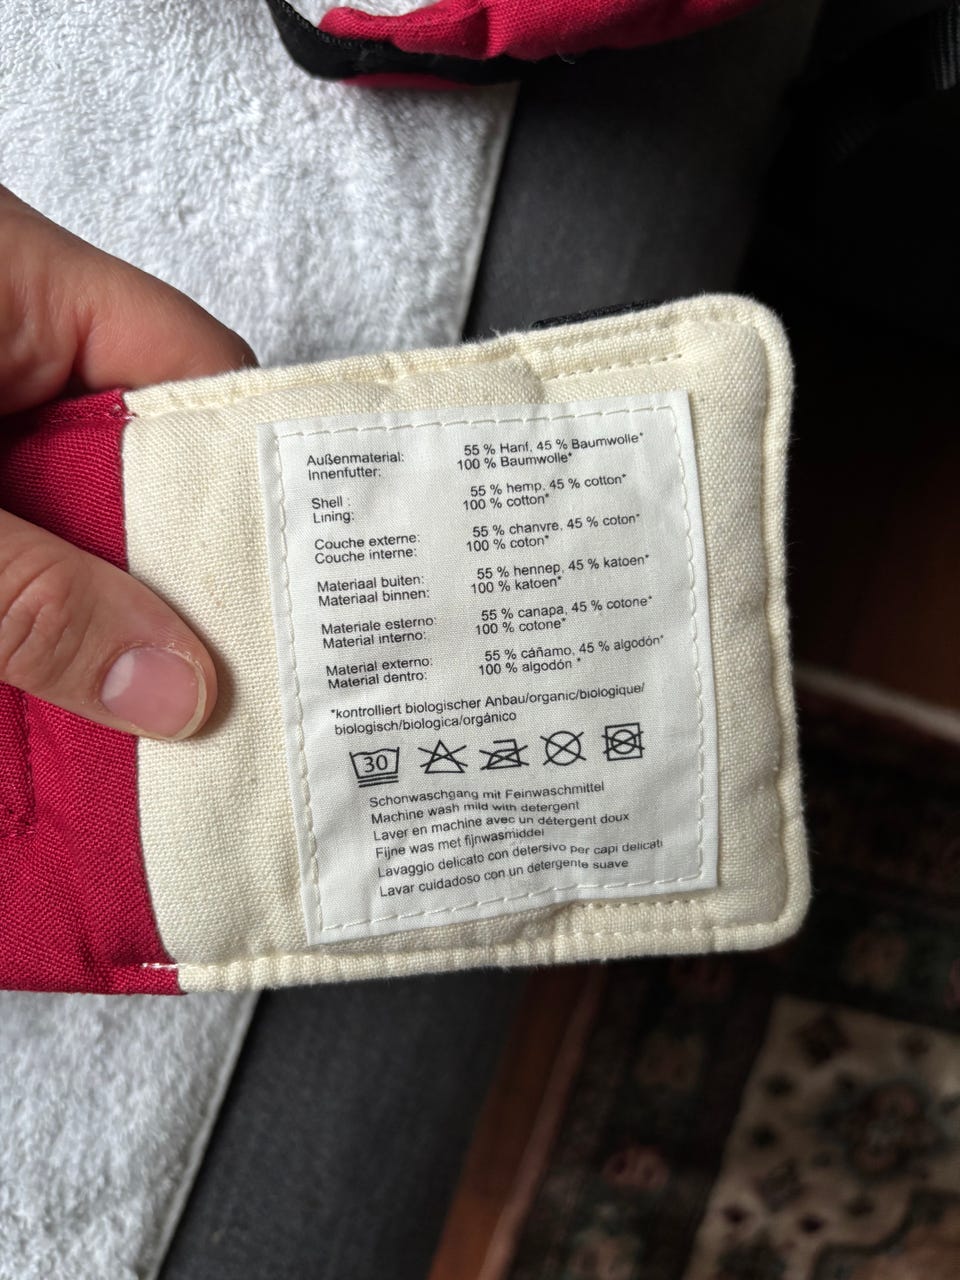 Außenmaterial: 55 % Hanf, 45 % Baumwolle*
Innenfutter: 100 % Baumwolle*
Shell : 55 % hemp, 45 % cotton*
Lining: 100 % cotton*
Couche externe: 55 % chanvre, 45 % coton*
Couche interne: 100 % coton*
Materiaal buiten: 55 % hennep, 45 % katoen*
Materiaal binnen: 100 % katoen*
Materiale esterno: 55 % canapa, 45 % cotone*
Material interno: 100 % cotone*
Material externo: 55 % cáñamo, 45 % algodón*
Material dentro: 100 % algodón *
*kontrolliert biologischer Anbau/organic/biologique/
biologisch/biologica/orgánico
30
Schonwaschgang mit Feinwaschmittel
Machine wash mild with detergent
Laver en machine avec un détergent doux
Fijne was met fijnwasmiddel
Lavaggio delicato con detersivo per capi delicati
Lavar cuidadoso con un detergente suave